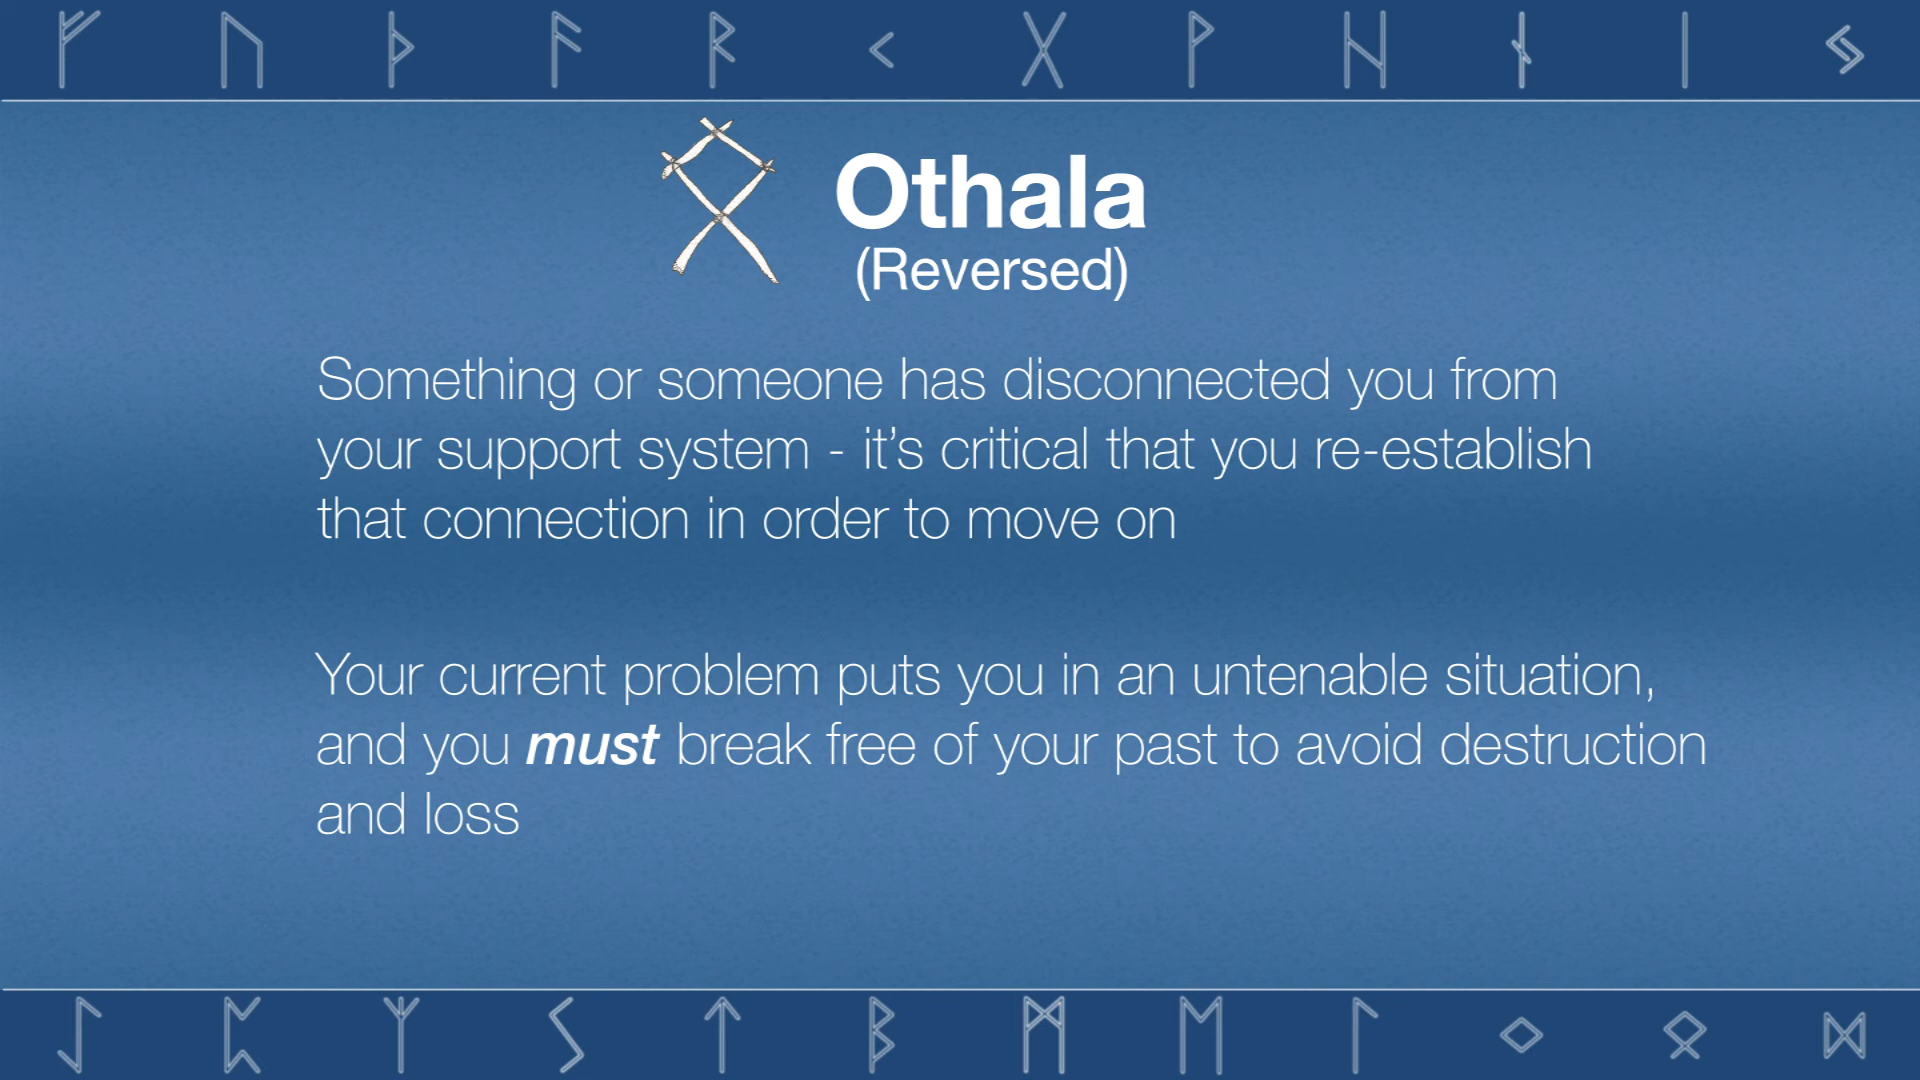 ᚠ ᚢ ᚦ ᚨ ᚱ ᚲ ᚷ ᚹ ᚺ ᚾ ᛁ ᛃ
ᛟ Othala
(Reversed)
Something or someone has disconnected you from
your support system - it’s critical that you re-establish
that connection in order to move on
Your current problem puts you in an untenable situation,
and you must break free of your past to avoid destruction
and loss
ᛇ ᛈ ᛉ ᛊ ᛏ ᛒ ᛗ ᛖ ᛚ ᛜ ᛟ ᛞ